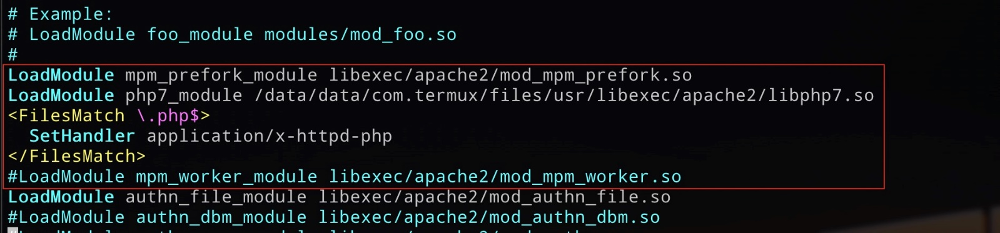 # Example:
# LoadModule foo_module modules/mod_foo.so
#
LoadModule mpm_prefork_module libexec/apache2/mod_mpm_prefork.so
LoadModule php7_module /data/data/com.termux/files/usr/libexec/apache2/libphp7.so
<FilesMatch \.php$>
  SetHandler application/x-httpd-php
</FilesMatch>
#LoadModule mpm_worker_module libexec/apache2/mod_mpm_worker.so
LoadModule authn_file_module libexec/apache2/mod_authn_file.so
#LoadModule authn_dbm_module libexec/apache2/mod_authn_dbm.so